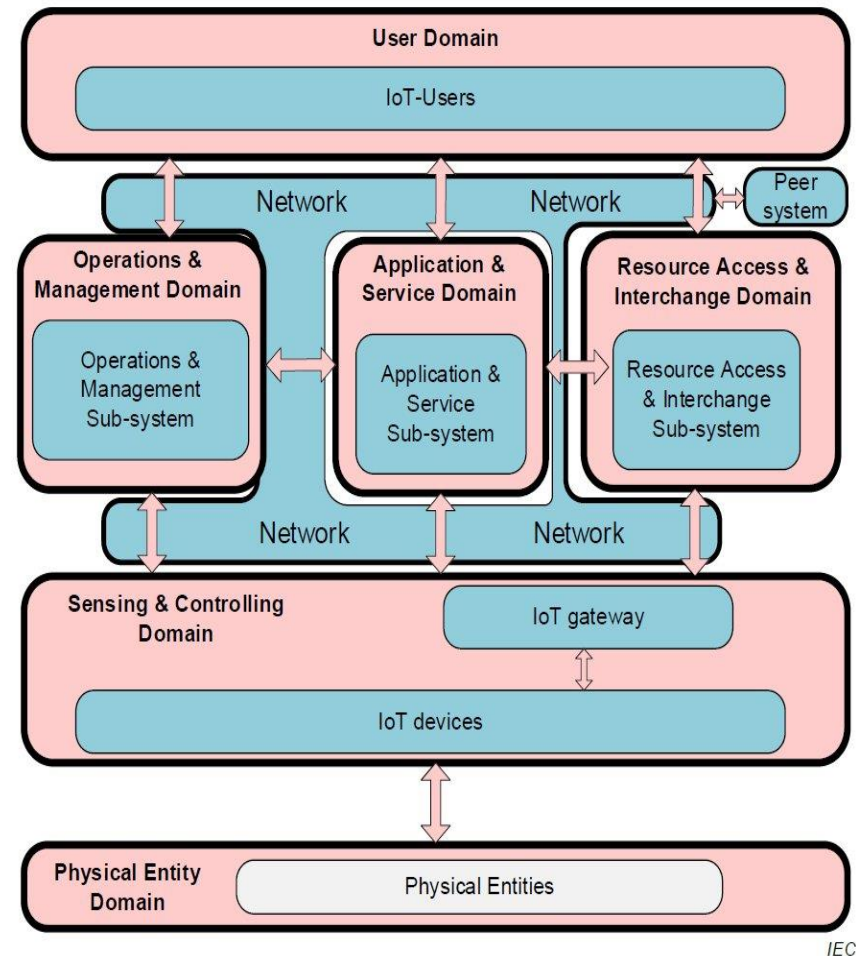 User Domain
IoT-Users
Network
Network
Peer
system
Operations &
Management Domain
Operations &
Management
Sub-system
Application &
Service Domain
Application &
Service
Sub-system
Resource Access &
Interchange Domain
Resource Access
& Interchange
Sub-system
Network
Network
Sensing & Controlling
Domain
IoT gateway
IoT devices
Physical Entity
Domain
Physical Entities
IEC